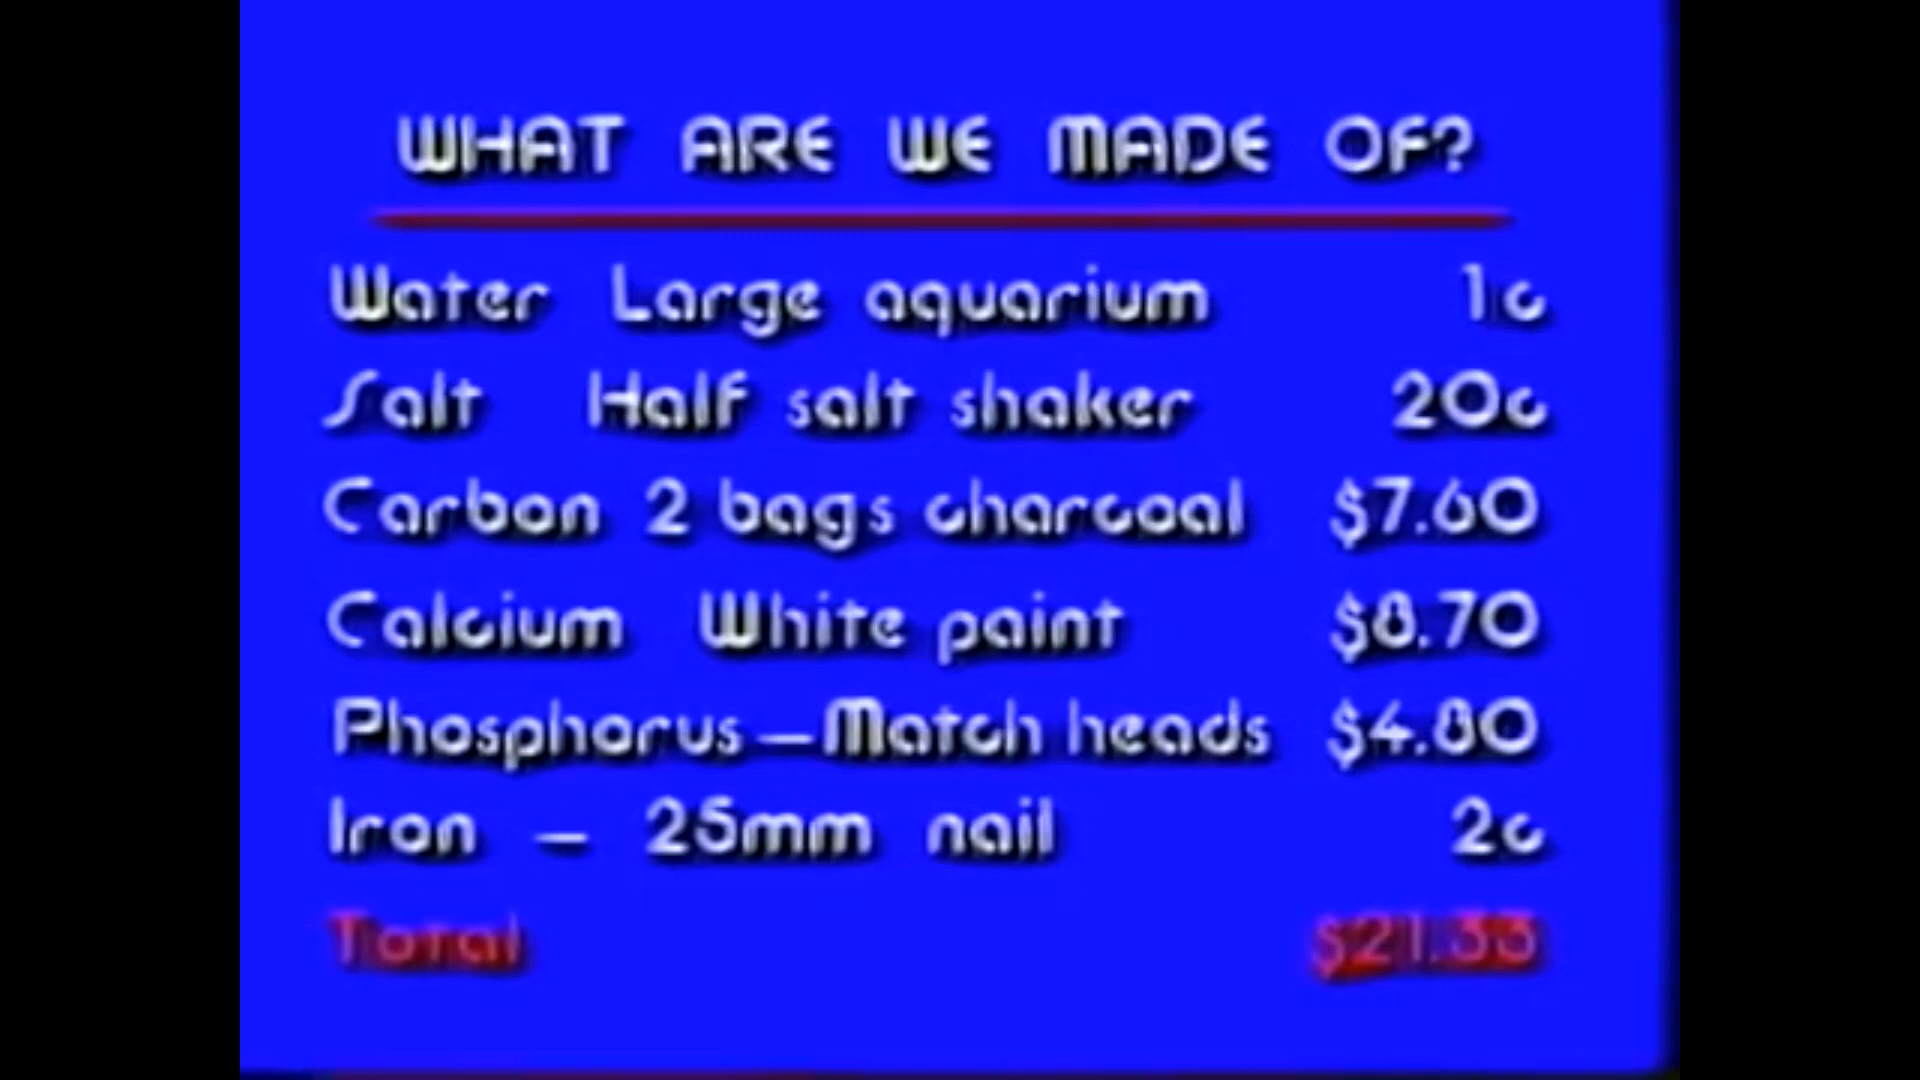 WHAT ARE WE MADE OF?
Water Large aquarium 1c
Salt Half salt shaker 20c
Carbon 2 bags charcoal $7.60
Calcium White paint $8.70
Phosphorus — Match heads $4.80
Iron — 25mm nail 2c
Total $21.33